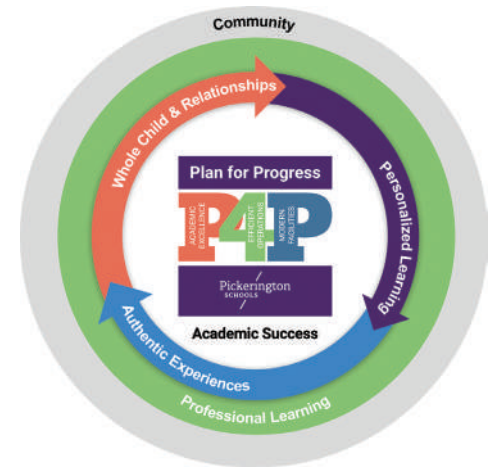 Community
Whole Child & Relationships
Personalized Learning
Plan for Progress
P4P
ACADEMIC
EXCELLENCE
EFFICIENT
OPERATIONS
MODERN
FACILITIES
Pickerington
SCHOOLS
Academic Success
Authentic Experiences
Professional Learning